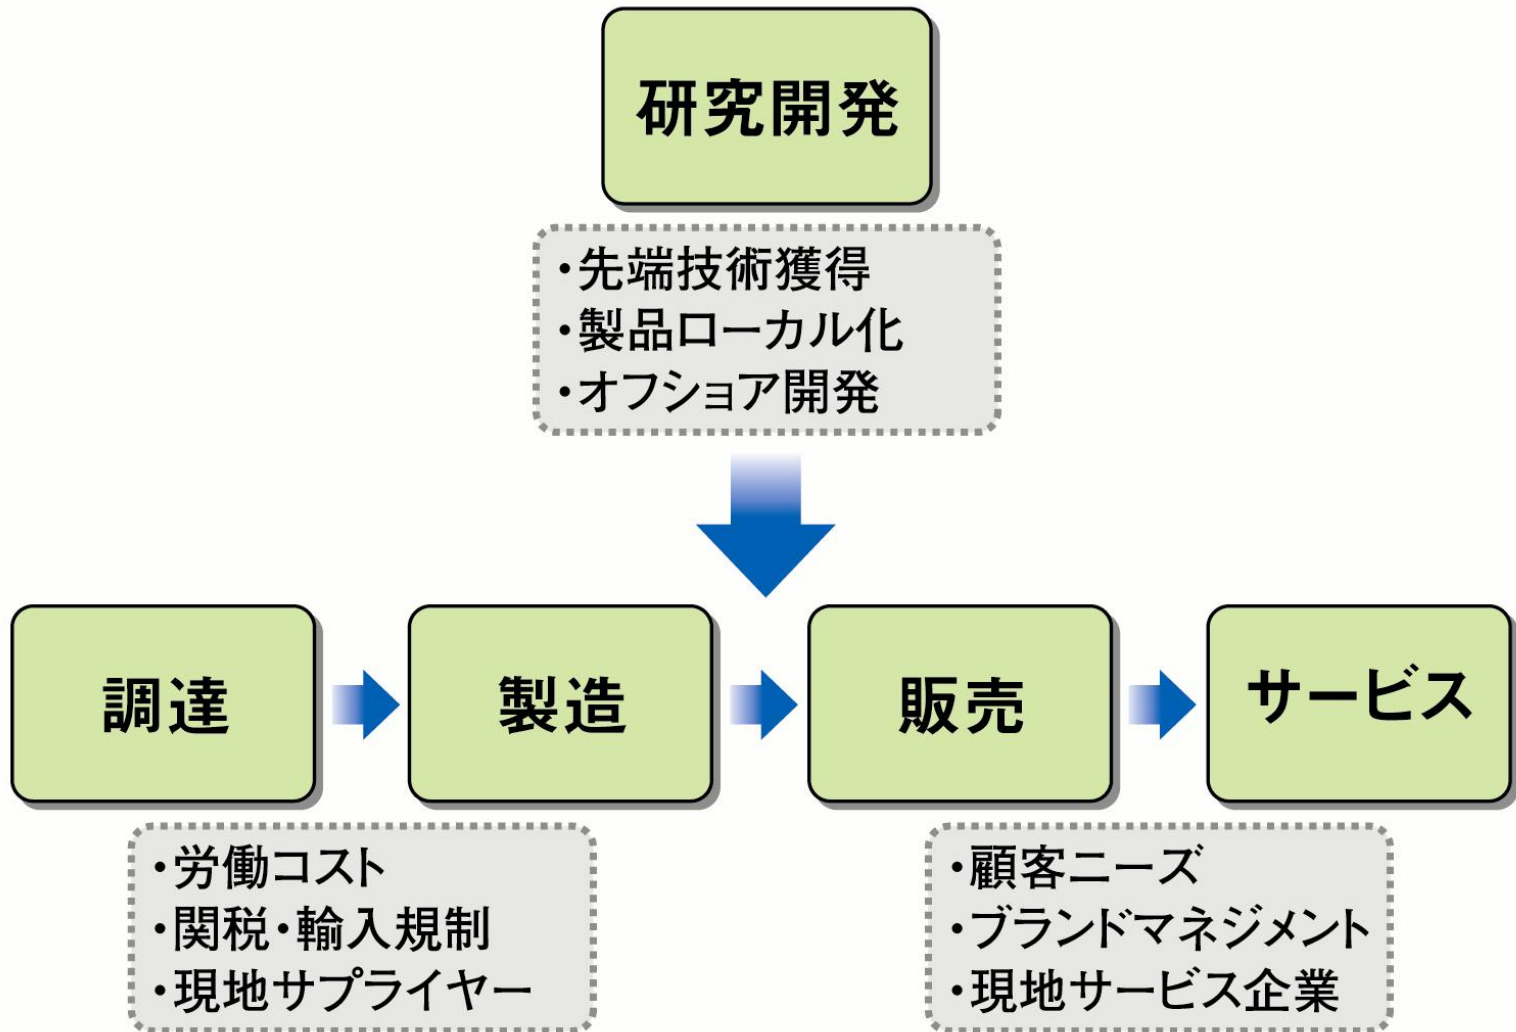 研究開発
・先端技術獲得
・製品ローカル化
・オフショア開発
調達
製造
販売
サービス
・労働コスト
・関税・輸入規制
・現地サプライヤー
・顧客ニーズ
・ブランドマネジメント
・現地サービス企業